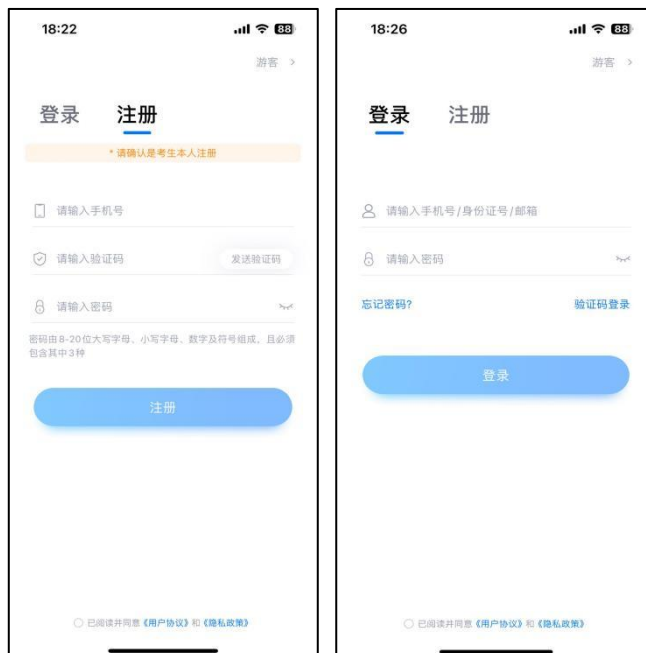 18:22
88
游客 >
登录 注册
* 请确认是考生本人注册
请输入手机号
请输入验证码 发送验证码
请输入密码
密码由8-20位大写字母、小写字母、数字及符号组成，且必须
包含其中3种
注册
已阅读并同意《用户协议》和《隐私政策》
18:26
88
游客 >
登录 注册
请输入手机号/身份证号/邮箱
请输入密码
忘记密码? 验证码登录
登录
已阅读并同意《用户协议》和《隐私政策》